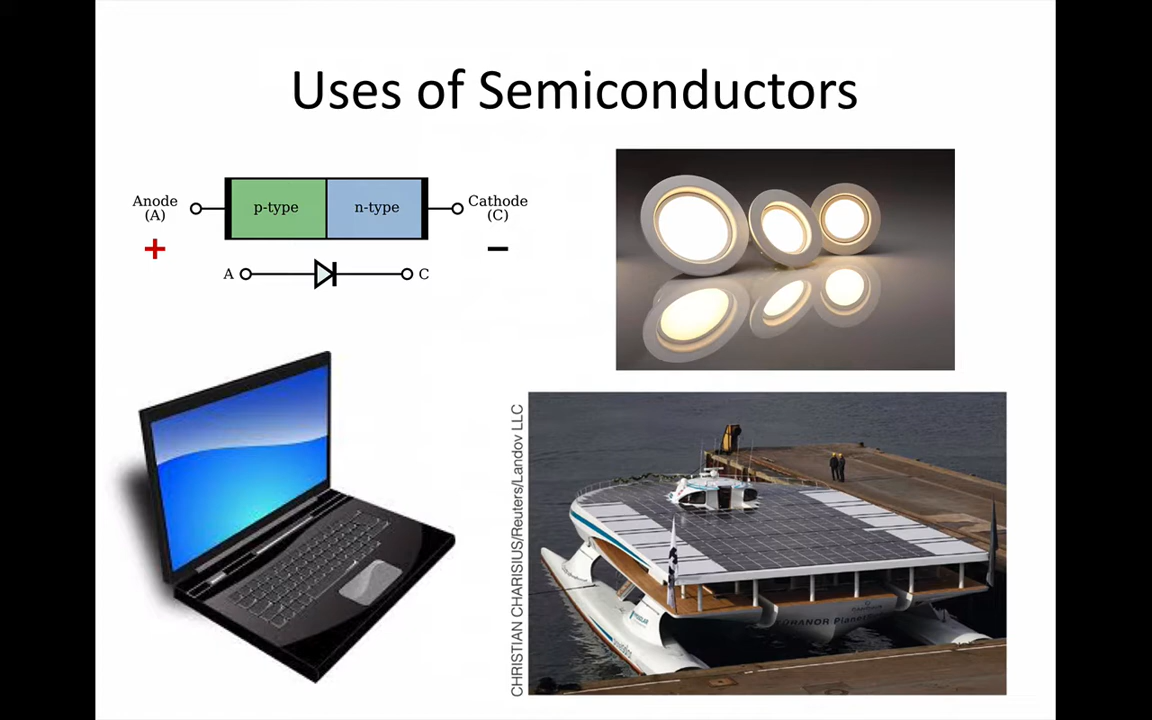 Uses of Semiconductors
Anode
(A)
+
p-type
n-type
Cathode
(C)
−
A
C
CHRISTIAN CHARISIUS/Reuters/Landov LLC